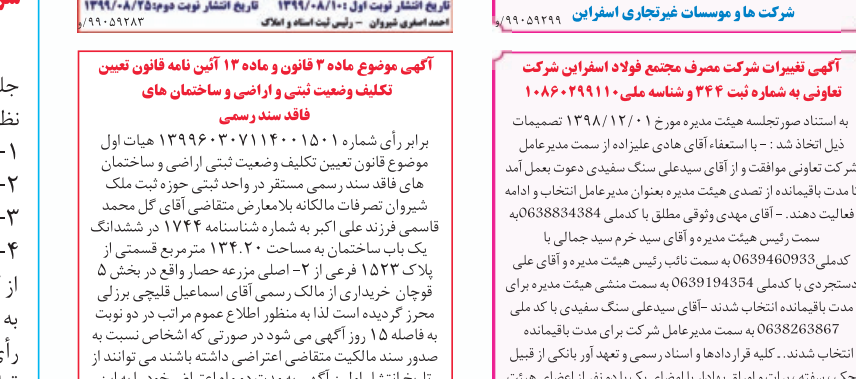 شرکت ها و موسسات غیرتجاری اسفراین
۹۹۰۵۹۲۹۹/و
آگهی تغییرات شرکت مصرف مجتمع فولاد اسفراین شرکت
تعاونی به شماره ثبت ۳۴۴ و شناسه ملی ۱۰۸۶۰۲۹۹۱۱۰
به استناد صورتجلسه هیئت مدیره مورخ ۱۳۹۸/۱۲/۰۱ تصمیمات
ذیل اتخاذ شد : - با استعفاء آقای هادی علیزاده از سمت مدیرعامل
شرکت تعاونی موافقت و از آقای سیدعلی سنگ سفیدی دعوت بعمل آمد
تا مدت باقیمانده از تصدی هیئت مدیره بعنوان مدیرعامل انتخاب و ادامه
فعالیت دهند. - آقای مهدی وثوقی مطلق با کدملی 0638834384به
سمت رئیس هیئت مدیره و آقای سید خرم سید جمالی با
کدملی0639460933 به سمت نائب رئیس هیئت مدیره و آقای علی
دستجردی با کدملی 0639194354 به سمت منشی هیئت مدیره برای
مدت باقیمانده انتخاب شدند -آقای سیدعلی سنگ سفیدی با کد ملی
0638263867 به سمت مدیرعامل شرکت برای مدت باقیمانده
انتخاب شدند.. کلیه قراردادها و اسناد رسمی و تعهد آور بانکی از قبیل
تاریخ انتشار نوبت اول :۱۳۹۹/۰۸/۱۰ تاریخ انتشار نوبت دوم:۱۳۹۹/۰۸/۲۵
احمد اصغری شیروان - رئیس ثبت اسناد و املاک
۹۹۰۵۹۲۸۳/و
آگهی موضوع ماده ۳ قانون و ماده ۱۳ آئین نامه قانون تعیین
تکلیف وضعیت ثبتی و اراضی و ساختمان های
فاقد سند رسمی
برابر رأی شماره ۱۳۹۹۶۰۳۰۷۱۱۴۰۰۱۵۰۱ هیات اول
موضوع قانون تعیین تکلیف وضعیت ثبتی اراضی و ساختمان
های فاقد سند رسمی مستقر در واحد ثبتی حوزه ثبت ملک
شیروان تصرفات مالکانه بلامعارض متقاضی آقای گل محمد
قاسمی فرزند علی اکبر به شماره شناسنامه ۱۷۴۴ در ششدانگ
یک باب ساختمان به مساحت ۱۳۴.۲۰ مترمربع قسمتی از
پلاک ۱۵۲۳ فرعی از ۲- اصلی مزرعه حصار واقع در بخش ۵
قوچان خریداری از مالک رسمی آقای اسماعیل قلیچی برزلی
محرز گردیده است لذا به منظور اطلاع عموم مراتب در دو نوبت
به فاصله ۱۵ روز آگهی می شود در صورتی که اشخاص نسبت به
صدور سند مالکیت متقاضی اعتراضی داشته باشند می توانند از
جل
نظ
۱-
۲-
۳-
۴-
از
به
رأی